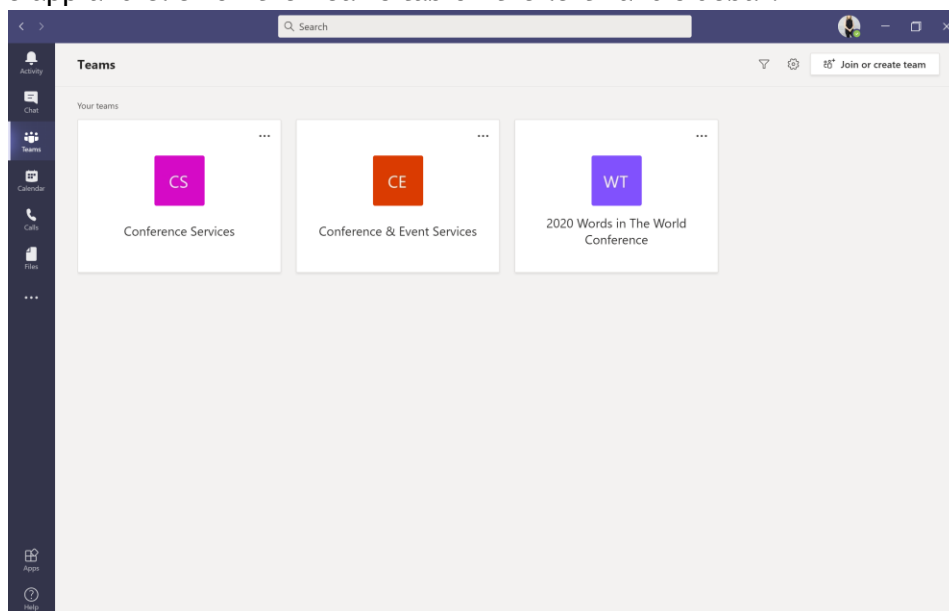 Search
Activity
Teams
Join or create team
Chat
Your teams
Teams
Calendar
CS
CE
WT
Calls
Conference Services
Conference & Event Services
2020 Words in The World
Conference
Files
Apps
Help